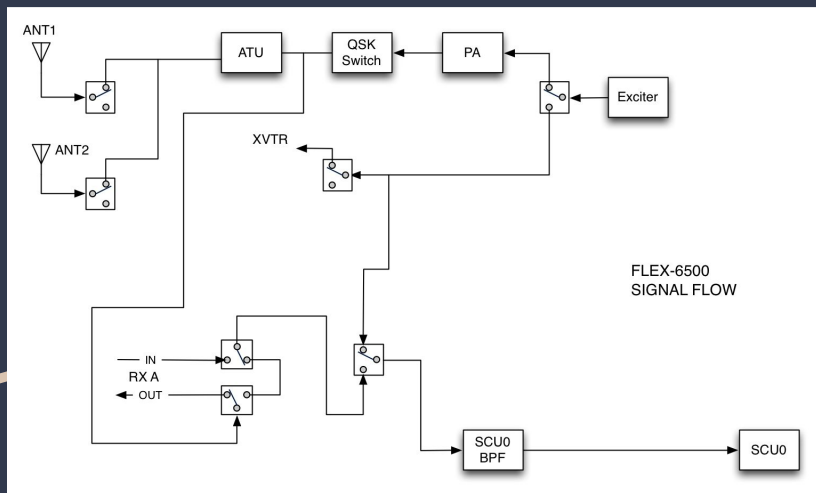 ANT1
ATU
QSK
Switch
PA
Exciter
ANT2
XVTR
FLEX-6500
SIGNAL FLOW
IN
RX A
OUT
SCU0
BPF
SCU0